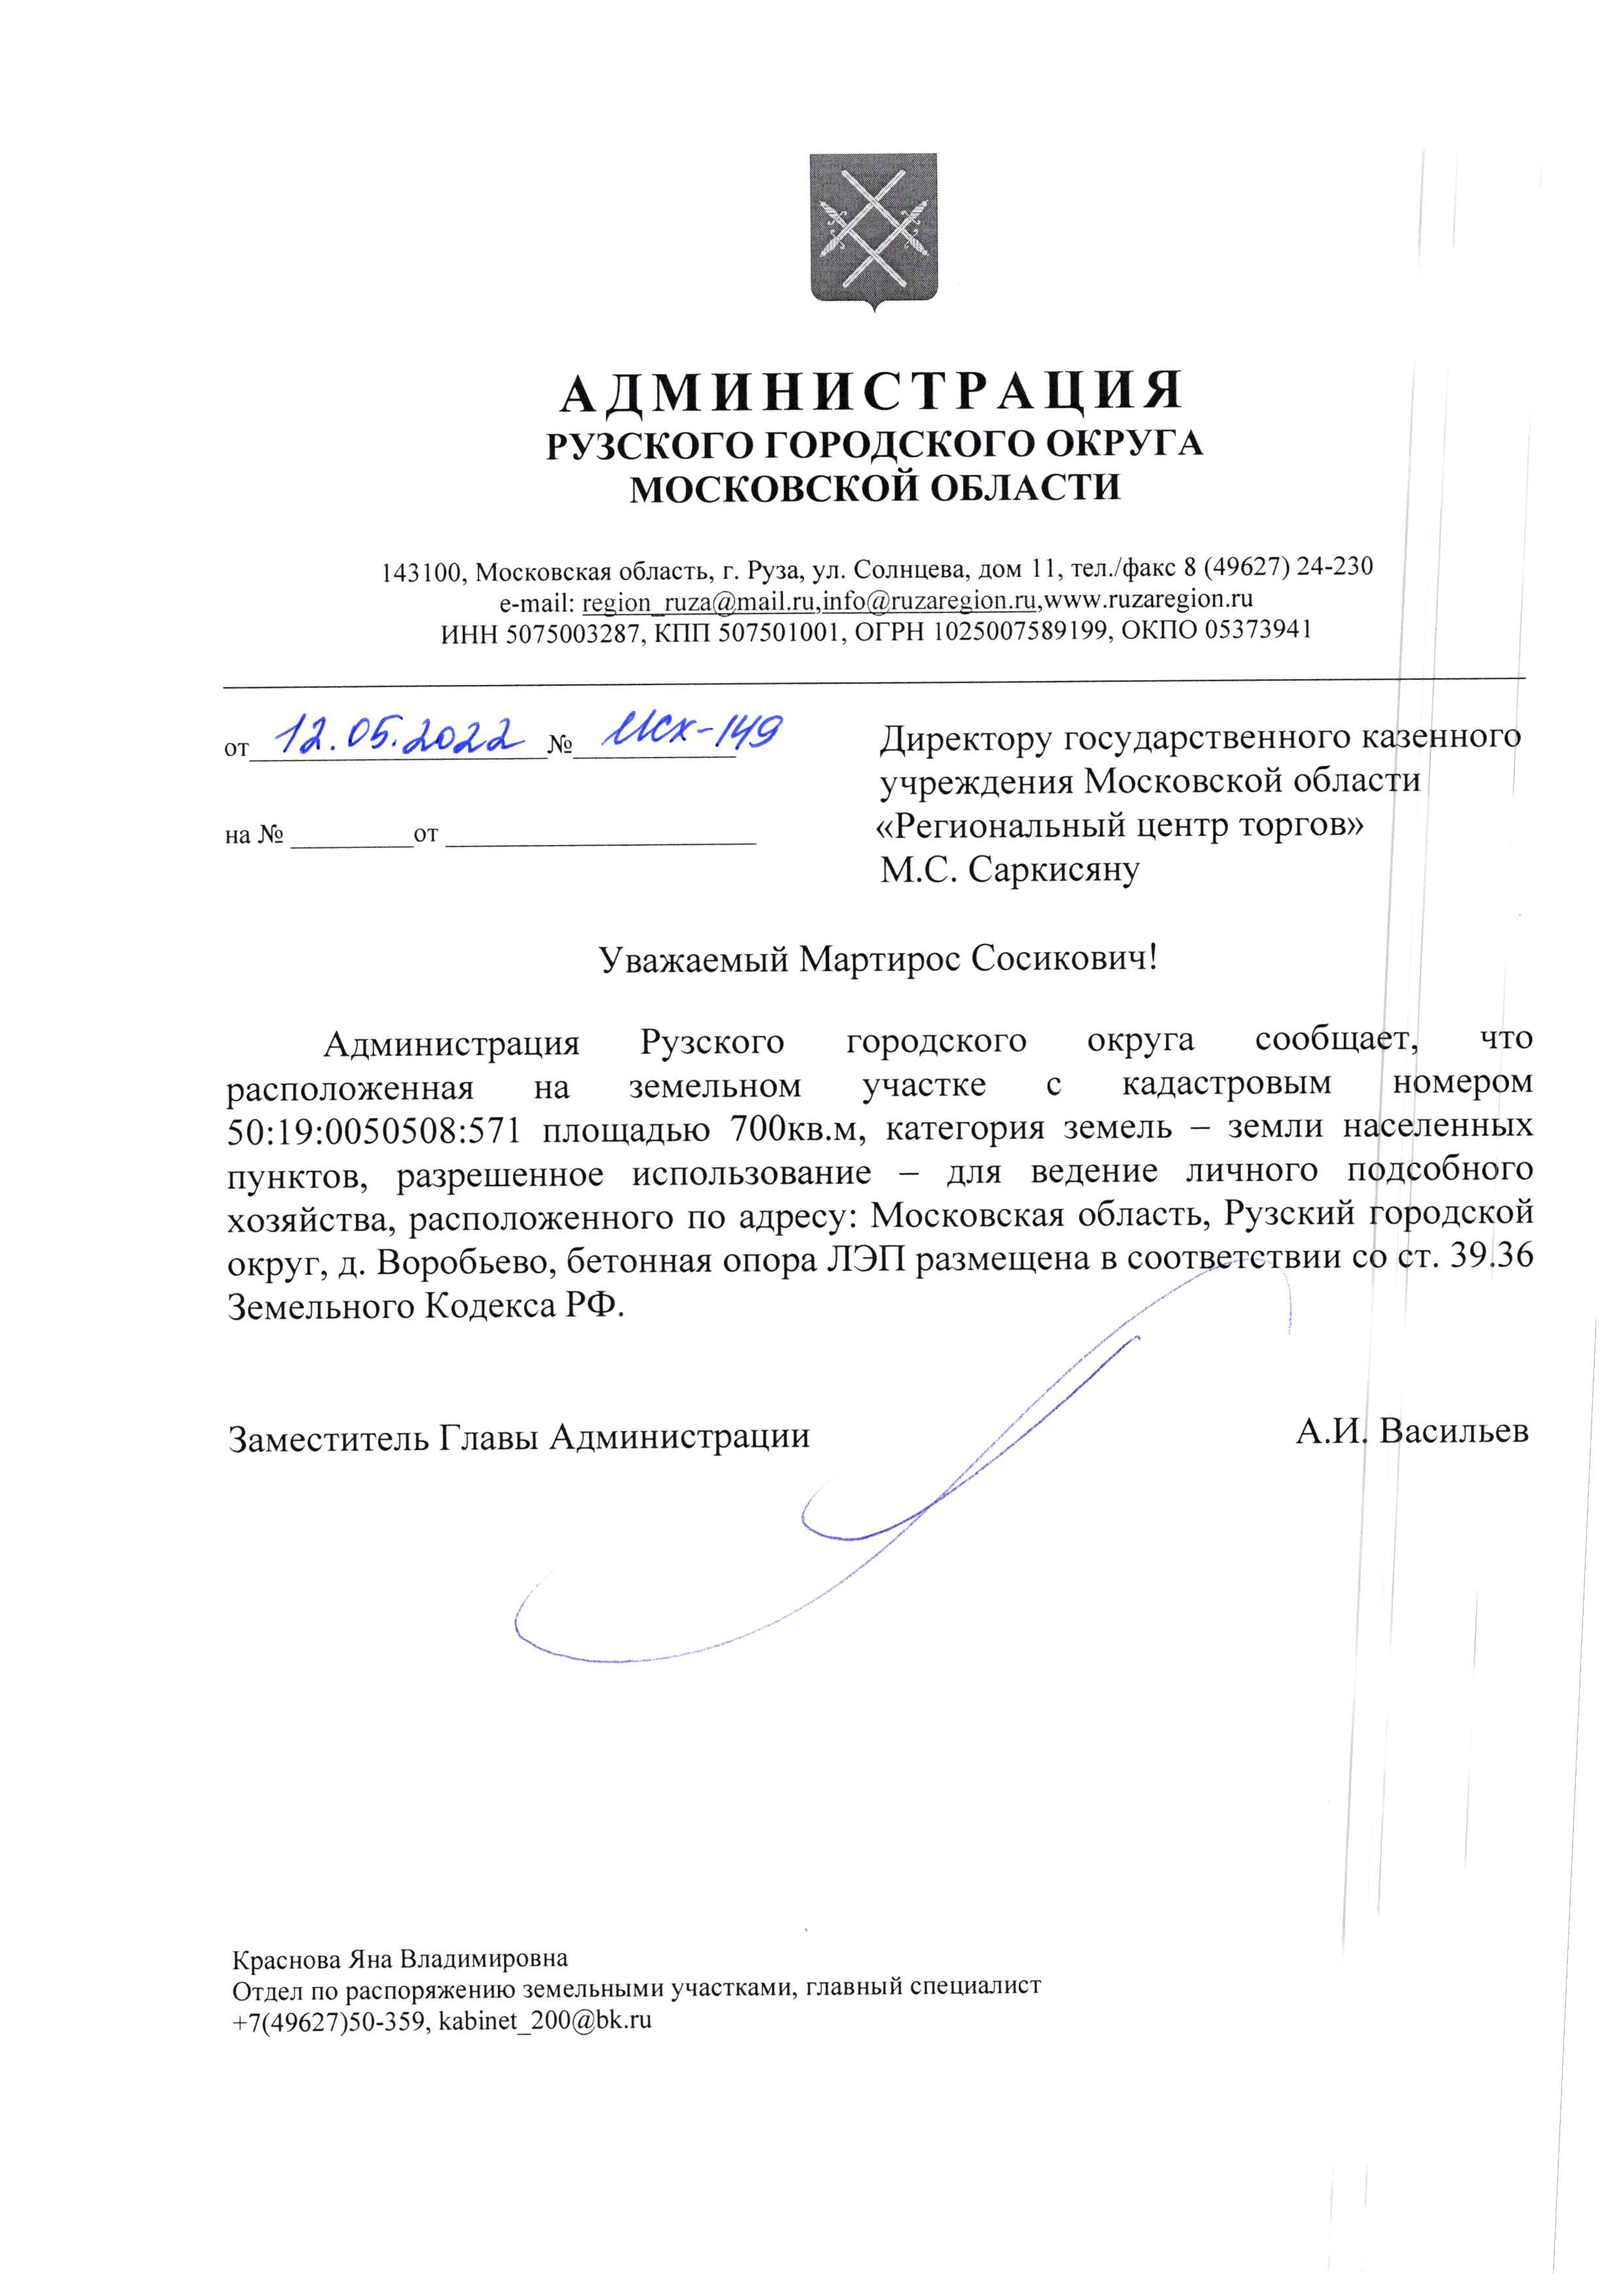 АДМИНИСТРАЦИЯ
РУЗСКОГО ГОРОДСКОГО ОКРУГА
МОСКОВСКОЙ ОБЛАСТИ
143100, Московская область, г. Руза, ул. Солнцева, дом 11, тел./факс 8 (49627) 24-230
e-mail: region_ruza@mail.ru,info@ruzaregion.ru,www.ruzaregion.ru
ИНН 5075003287, КПП 507501001, ОГРН 1025007589199, ОКПО 05373941
от 12.05.2022 № Исх-149
на № _________ от _______________________
Директору государственного казенного
учреждения Московской области
«Региональный центр торгов»
М.С. Саркисяну
Уважаемый Мартирос Сосикович!
Администрация Рузского городского округа сообщает, что
расположенная на земельном участке с кадастровым номером
50:19:0050508:571 площадью 700кв.м, категория земель – земли населенных
пунктов, разрешенное использование – для ведение личного подсобного
хозяйства, расположенного по адресу: Московская область, Рузский городской
округ, д. Воробьево, бетонная опора ЛЭП размещена в соответствии со ст. 39.36
Земельного Кодекса РФ.
Заместитель Главы Администрации А.И. Васильев
Краснова Яна Владимировна
Отдел по распоряжению земельными участками, главный специалист
+7(49627)50-359, kabinet_200@bk.ru